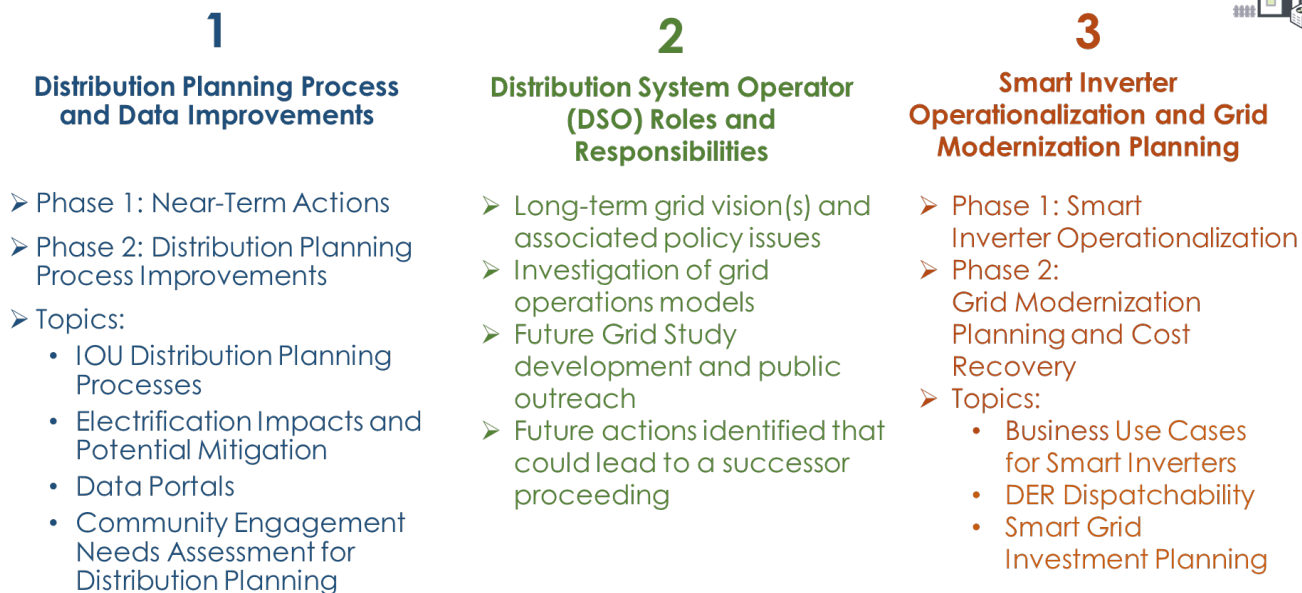 1
Distribution Planning Process
and Data Improvements
➢ Phase 1: Near-Term Actions
➢ Phase 2: Distribution Planning
Process Improvements
➢ Topics:
• IOU Distribution Planning
Processes
• Electrification Impacts and
Potential Mitigation
• Data Portals
• Community Engagement
Needs Assessment for
Distribution Planning
2
Distribution System Operator
(DSO) Roles and
Responsibilities
➢ Long-term grid vision(s) and
associated policy issues
➢ Investigation of grid
operations models
➢ Future Grid Study
development and public
outreach
➢ Future actions identified that
could lead to a successor
proceeding
3
Smart Inverter
Operationalization and Grid
Modernization Planning
➢ Phase 1: Smart
Inverter Operationalization
➢ Phase 2:
Grid Modernization
Planning and Cost
Recovery
➢ Topics:
• Business Use Cases
for Smart Inverters
• DER Dispatchability
• Smart Grid
Investment Planning